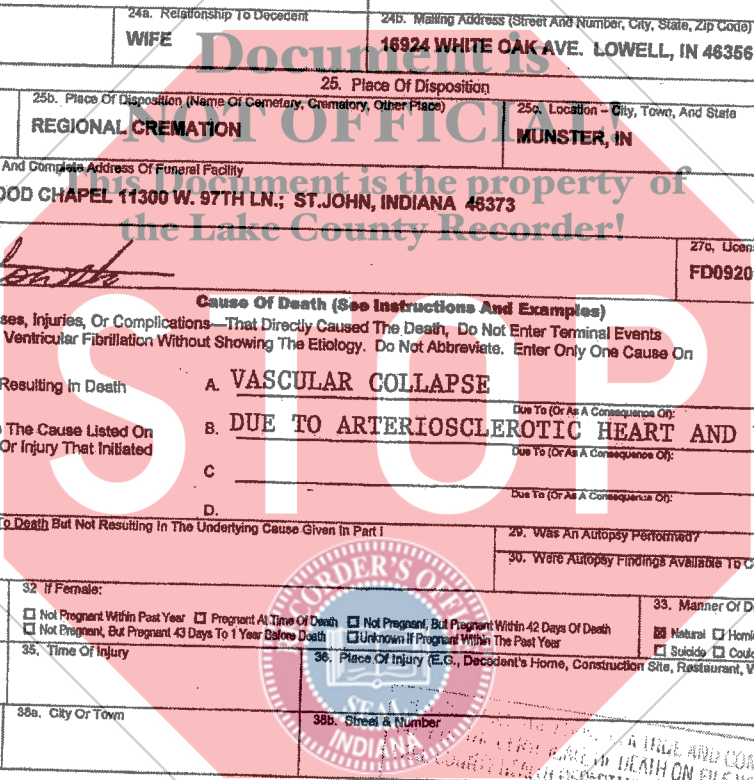 24a. Relationship To Decedent
24b. Mailing Address (Street And Number, City, State, Zip Code)
WIFE
16924 WHITE OAK AVE. LOWELL, IN 46356
Document is
25. Place Of Disposition
25b. Place Of Disposition (Name Of Cemetery, Crematory, Other Place)
25c. Location – City, Town, And State
NOT OFFICIAL!
REGIONAL CREMATION
MUNSTER, IN
And Complete Address Of Funeral Facility
This Document is the property of
OOD CHAPEL 11300 W. 97TH LN.; ST.JOHN, INDIANA 46373
the Lake County Recorder!
27c. Licen
FD0920
STOP
Cause Of Death (See Instructions And Examples)
ses, Injuries, Or Complications—That Directly Caused The Death, Do Not Enter Terminal Events
Ventricular Fibrillation Without Showing The Etiology. Do Not Abbreviate. Enter Only One Cause On
Resulting In Death
A. VASCULAR COLLAPSE
Due To (Or As A Consequence Of):
The Cause Listed On
B. DUE TO ARTERIOSCLEROTIC HEART AND
Or Injury That Initiated
Due To (Or As A Consequence Of):
C
Due To (Or As A Consequence Of):
D.
To Death But Not Resulting In The Underlying Cause Given In Part I
29. Was An Autopsy Performed?
30. Were Autopsy Findings Available To C
32 If Female:
33. Manner Of D
Not Pregnant Within Past Year Pregnant At Time Of Death Not Pregnant, But Pregnant Within 42 Days Of Death
Natural Homi
Not Pregnant, But Pregnant 43 Days To 1 Year Before Death Unknown If Pregnant Within The Past Year
Suicide Could
35. Time Of Injury
36. Place Of Injury (E.G., Decedent's Home, Construction Site, Restaurant, W
38a. City Or Town
38b. Street & Number
RECORDER'S OFFICE
SEAL
INDIANA
TRUE AND COM
DEATH ON FILE